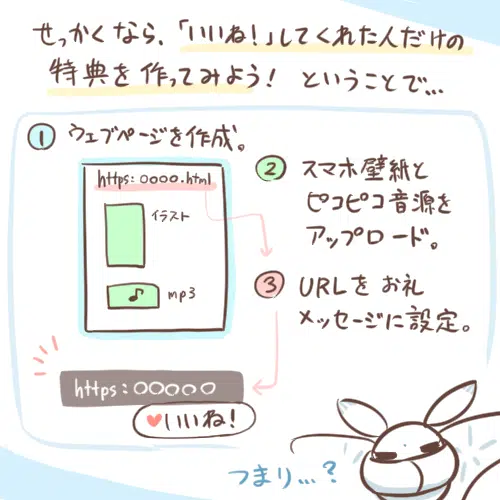 せっかくなら、「いいね!」してくれた人だけの
特典を作ってみよう! ということで…
① ウェブページを作成。
https:○○○○.html
イラスト
♪ mp3
② スマホ壁紙と
ピコピコ音源を
アップロード。
③ URLをお礼
メッセージに設定。
https:○○○○○
♥いいね!
つまり…?